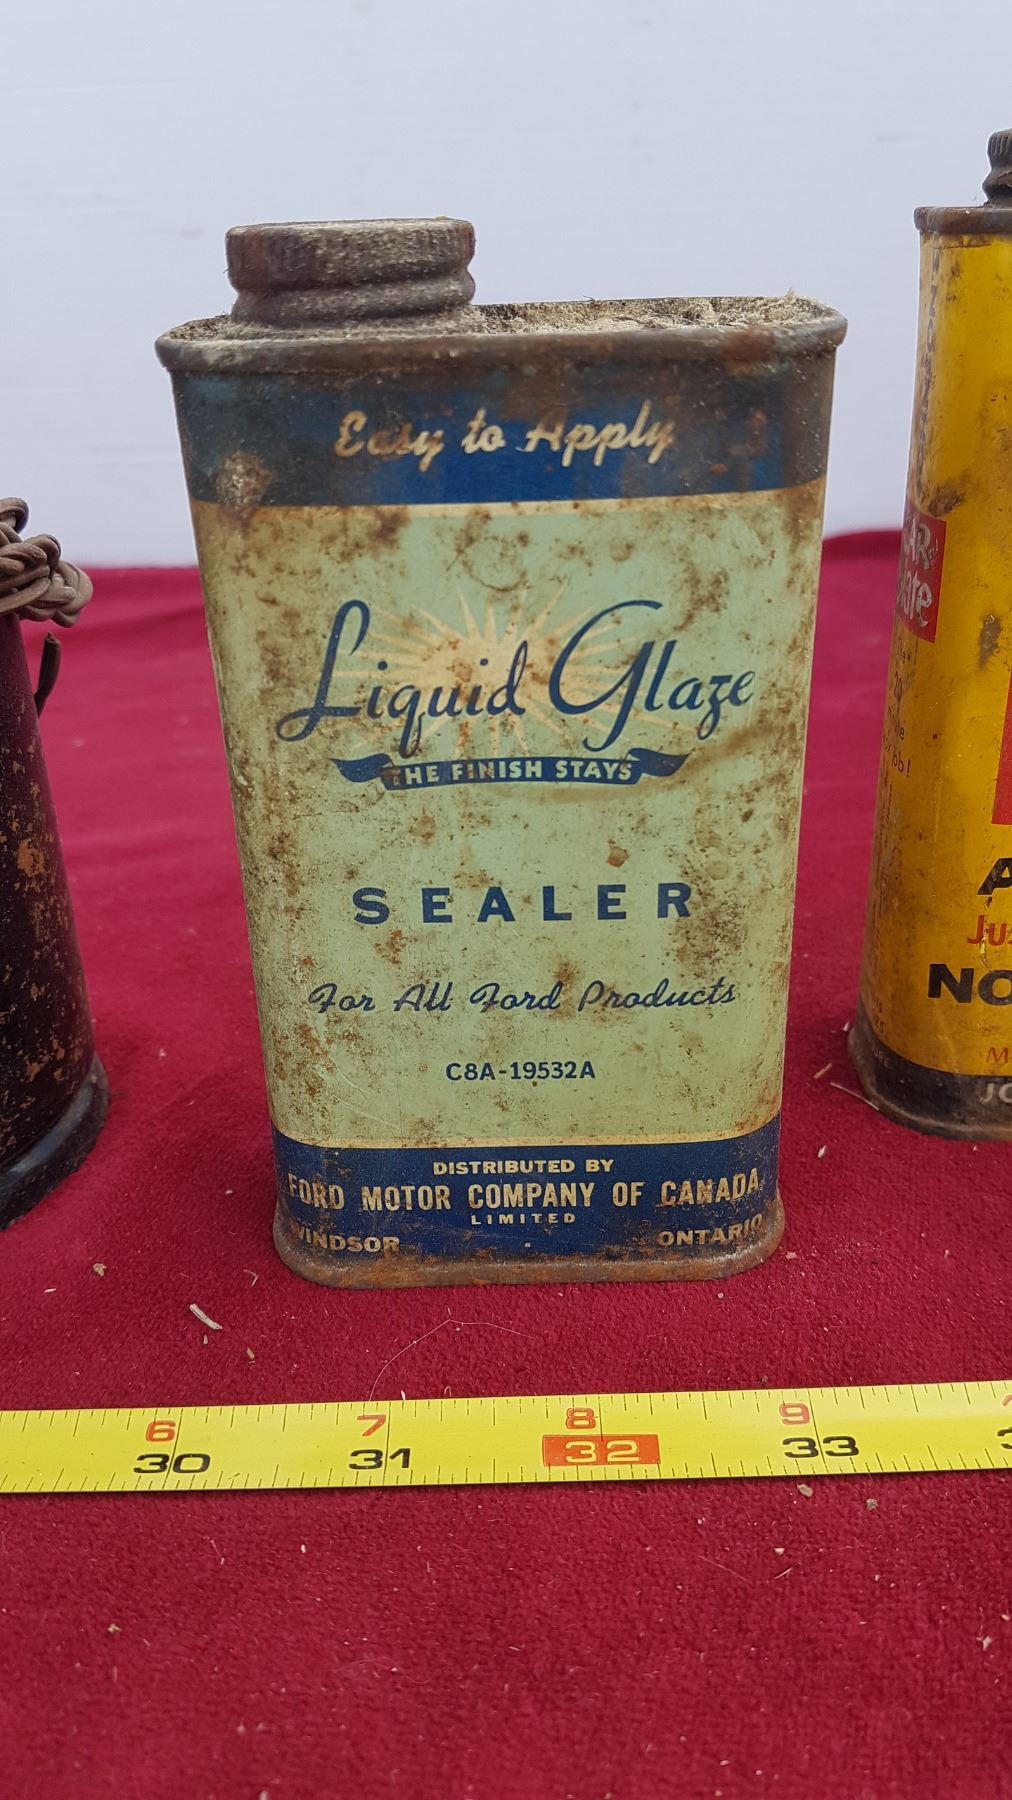 Easy to Apply
Liquid Glaze
THE FINISH STAYS
SEALER
For All Ford Products
C8A-19532A
DISTRIBUTED BY
FORD MOTOR COMPANY OF CANADA
LIMITED
WINDSOR ONTARIO
NO
6 7 8 9
30 31 32 33